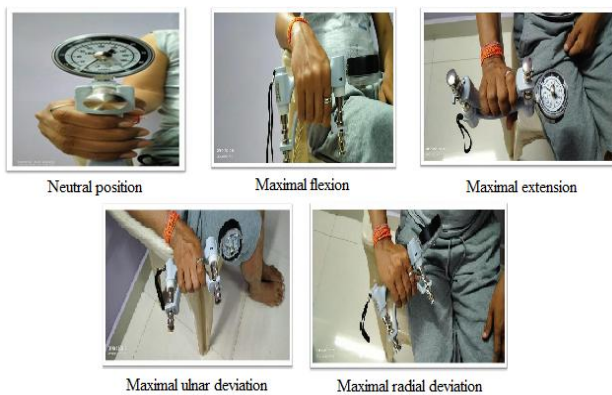 Neutral position
Maximal flexion
Maximal extension
Maximal ulnar deviation
Maximal radial deviation